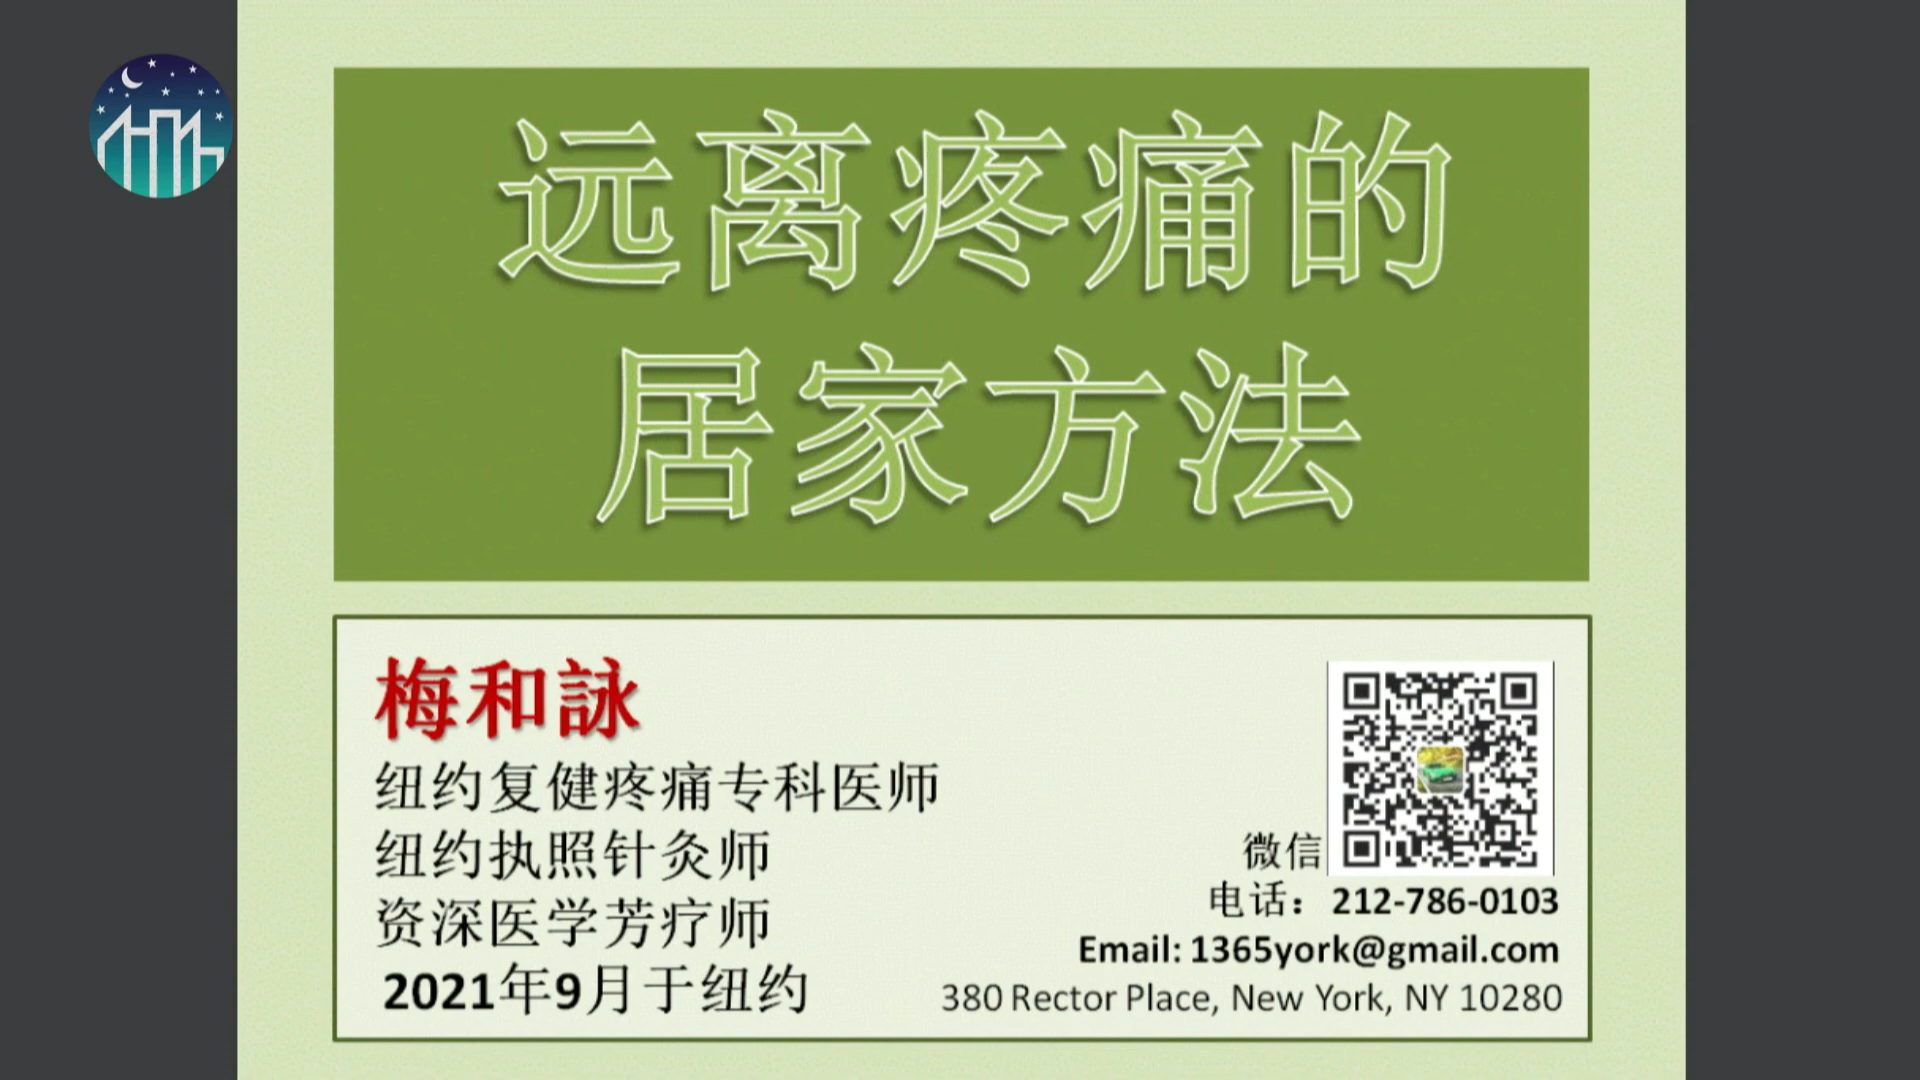 远离疼痛的
居家方法
梅和詠
纽约复健疼痛专科医师
纽约执照针灸师
资深医学芳疗师
2021年9月于纽约
微信
电话：212-786-0103
Email: 1365york@gmail.com
380 Rector Place, New York, NY 10280